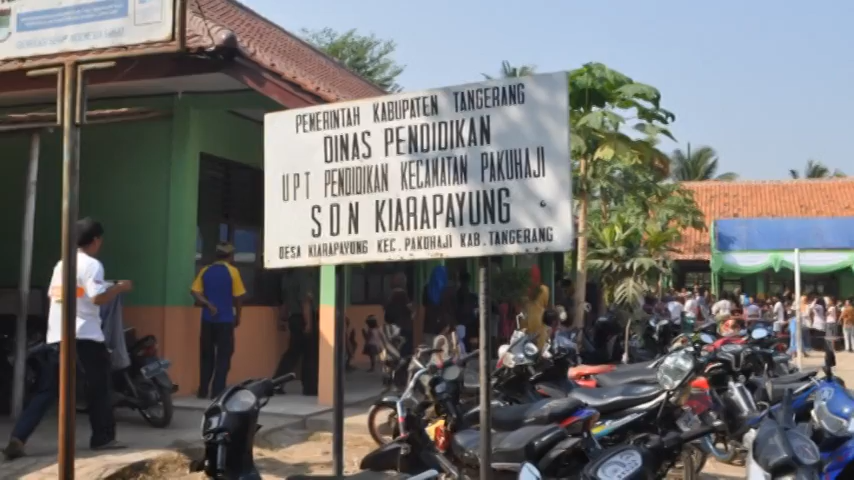 PEMERINTAH KABUPATEN TANGERANG
DINAS PENDIDIKAN
UPT PENDIDIKAN KECAMATAN PAKUHAJI
SDN KIARAPAYUNG
DESA KIARAPAYUNG KEC. PAKUHAJI KAB. TANGERANG